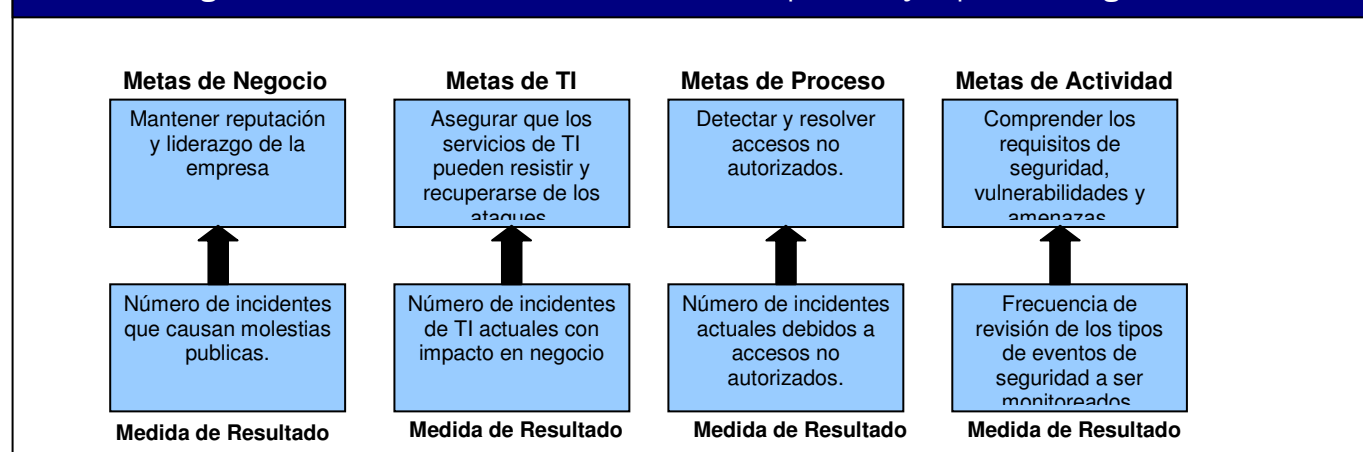 Metas de Negocio
Mantener reputación
y liderazgo de la
empresa
Metas de TI
Asegurar que los
servicios de TI
pueden resistir y
recuperarse de los
ataques
Metas de Proceso
Detectar y resolver
accesos no
autorizados.
Metas de Actividad
Comprender los
requisitos de
seguridad,
vulnerabilidades y
amenazas
Número de incidentes
que causan molestias
publicas.
Medida de Resultado
Número de incidentes
de TI actuales con
impacto en negocio
Medida de Resultado
Número de incidentes
actuales debidos a
accesos no
autorizados.
Medida de Resultado
Frecuencia de
revisión de los tipos
de eventos de
seguridad a ser
monitoreados
Medida de Resultado